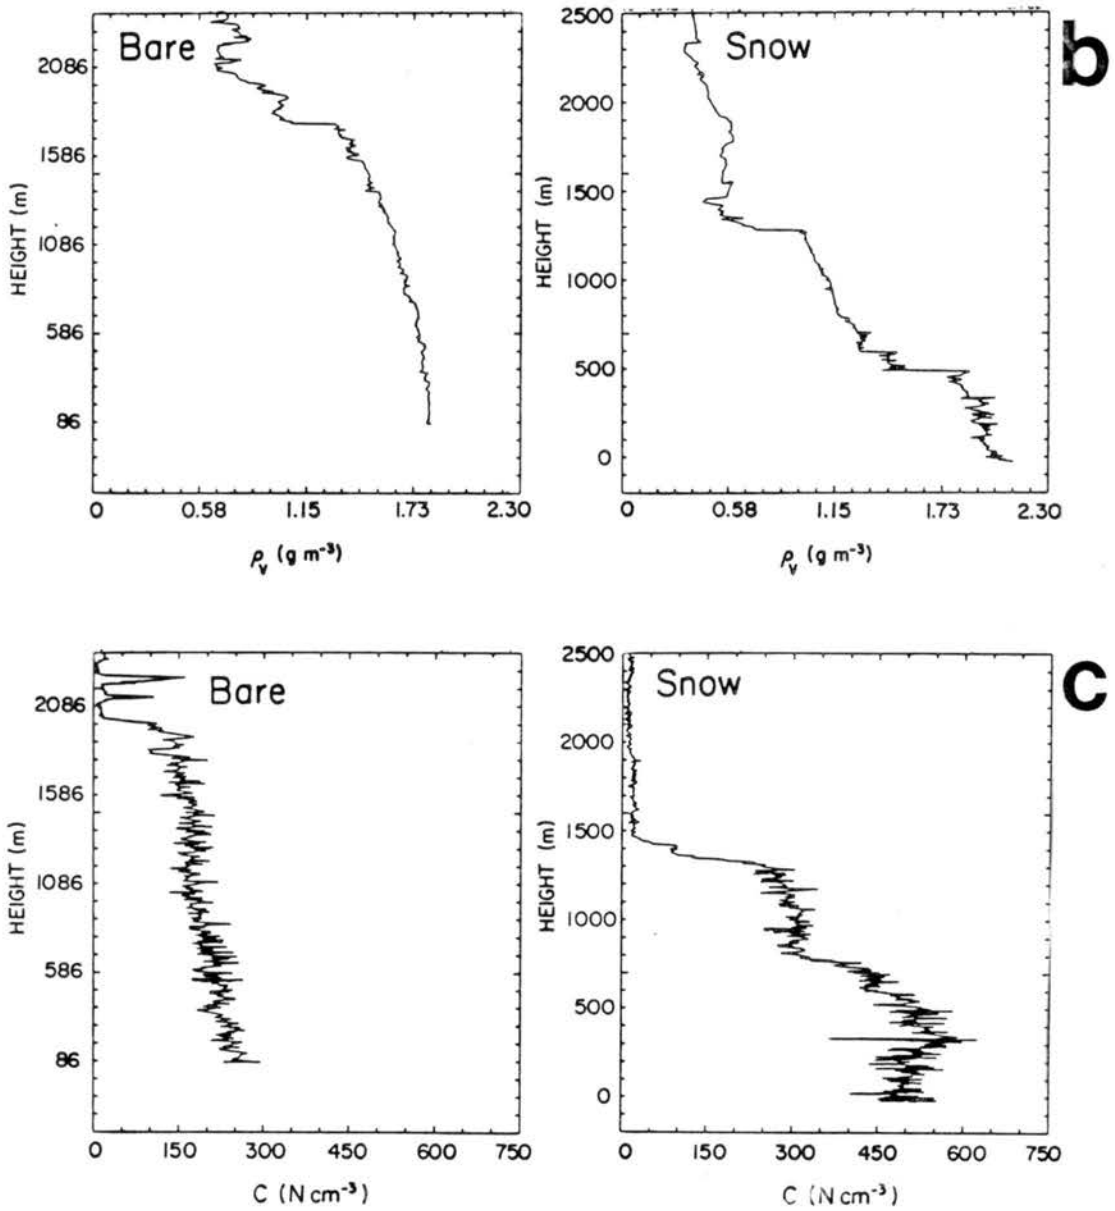 Bare
2086
1586
1086
586
86
HEIGHT (m)
0 0.58 1.15 1.73 2.30
ρv (g m⁻³)
Snow
2500
2000
1500
1000
500
0
HEIGHT (m)
0 0.58 1.15 1.73 2.30
ρv (g m⁻³)
b
Bare
2086
1586
1086
586
86
HEIGHT (m)
0 150 300 450 600 750
C (N cm⁻³)
Snow
2500
2000
1500
1000
500
0
HEIGHT (m)
0 150 300 450 600 750
C (N cm⁻³)
c